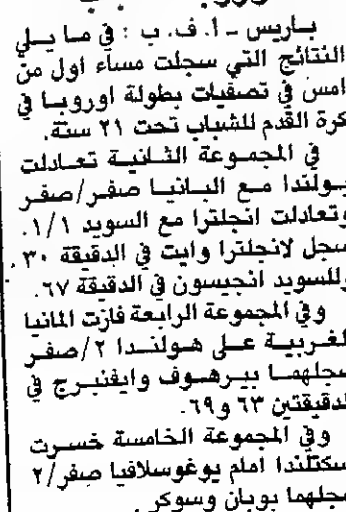 باريس - أ. ف. ب : في ما يلي
النتائج التي سجلت مساء اول من
امس في تصفيات بطولة اوروبا في
كرة القدم للشباب تحت ٢١ سنة.
في المجموعة الثانية تعادلت
بولندا مع البانيا صفر/صفر
وتعادلت انجلترا مع السويد ١/١.
سجل لانجلترا وايت في الدقيقة ٣٠
وللسويد انجيسون في الدقيقة ٦٧.
وفي المجموعة الرابعة فازت المانيا
الغربية على هولندا ٢/صفر
سجلهما بيرهوف وايفنبرج في
الدقيقتين ٦٣ و٦٩.
وفي المجموعة الخامسة خسرت
سكتلندا امام يوغوسلافيا صفر/٢
سجلهما بوبان وسوكر.